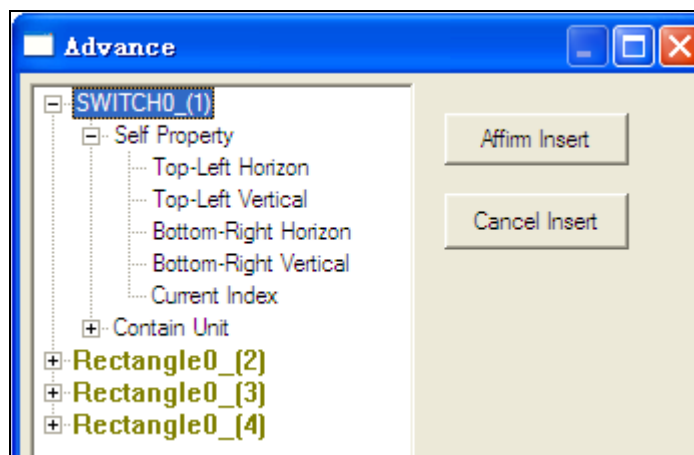 Advance
SWITCH0_(1)
Self Property
Top-Left Horizon
Top-Left Vertical
Bottom-Right Horizon
Bottom-Right Vertical
Current Index
Contain Unit
Rectangle0_(2)
Rectangle0_(3)
Rectangle0_(4)
Affirm Insert
Cancel Insert